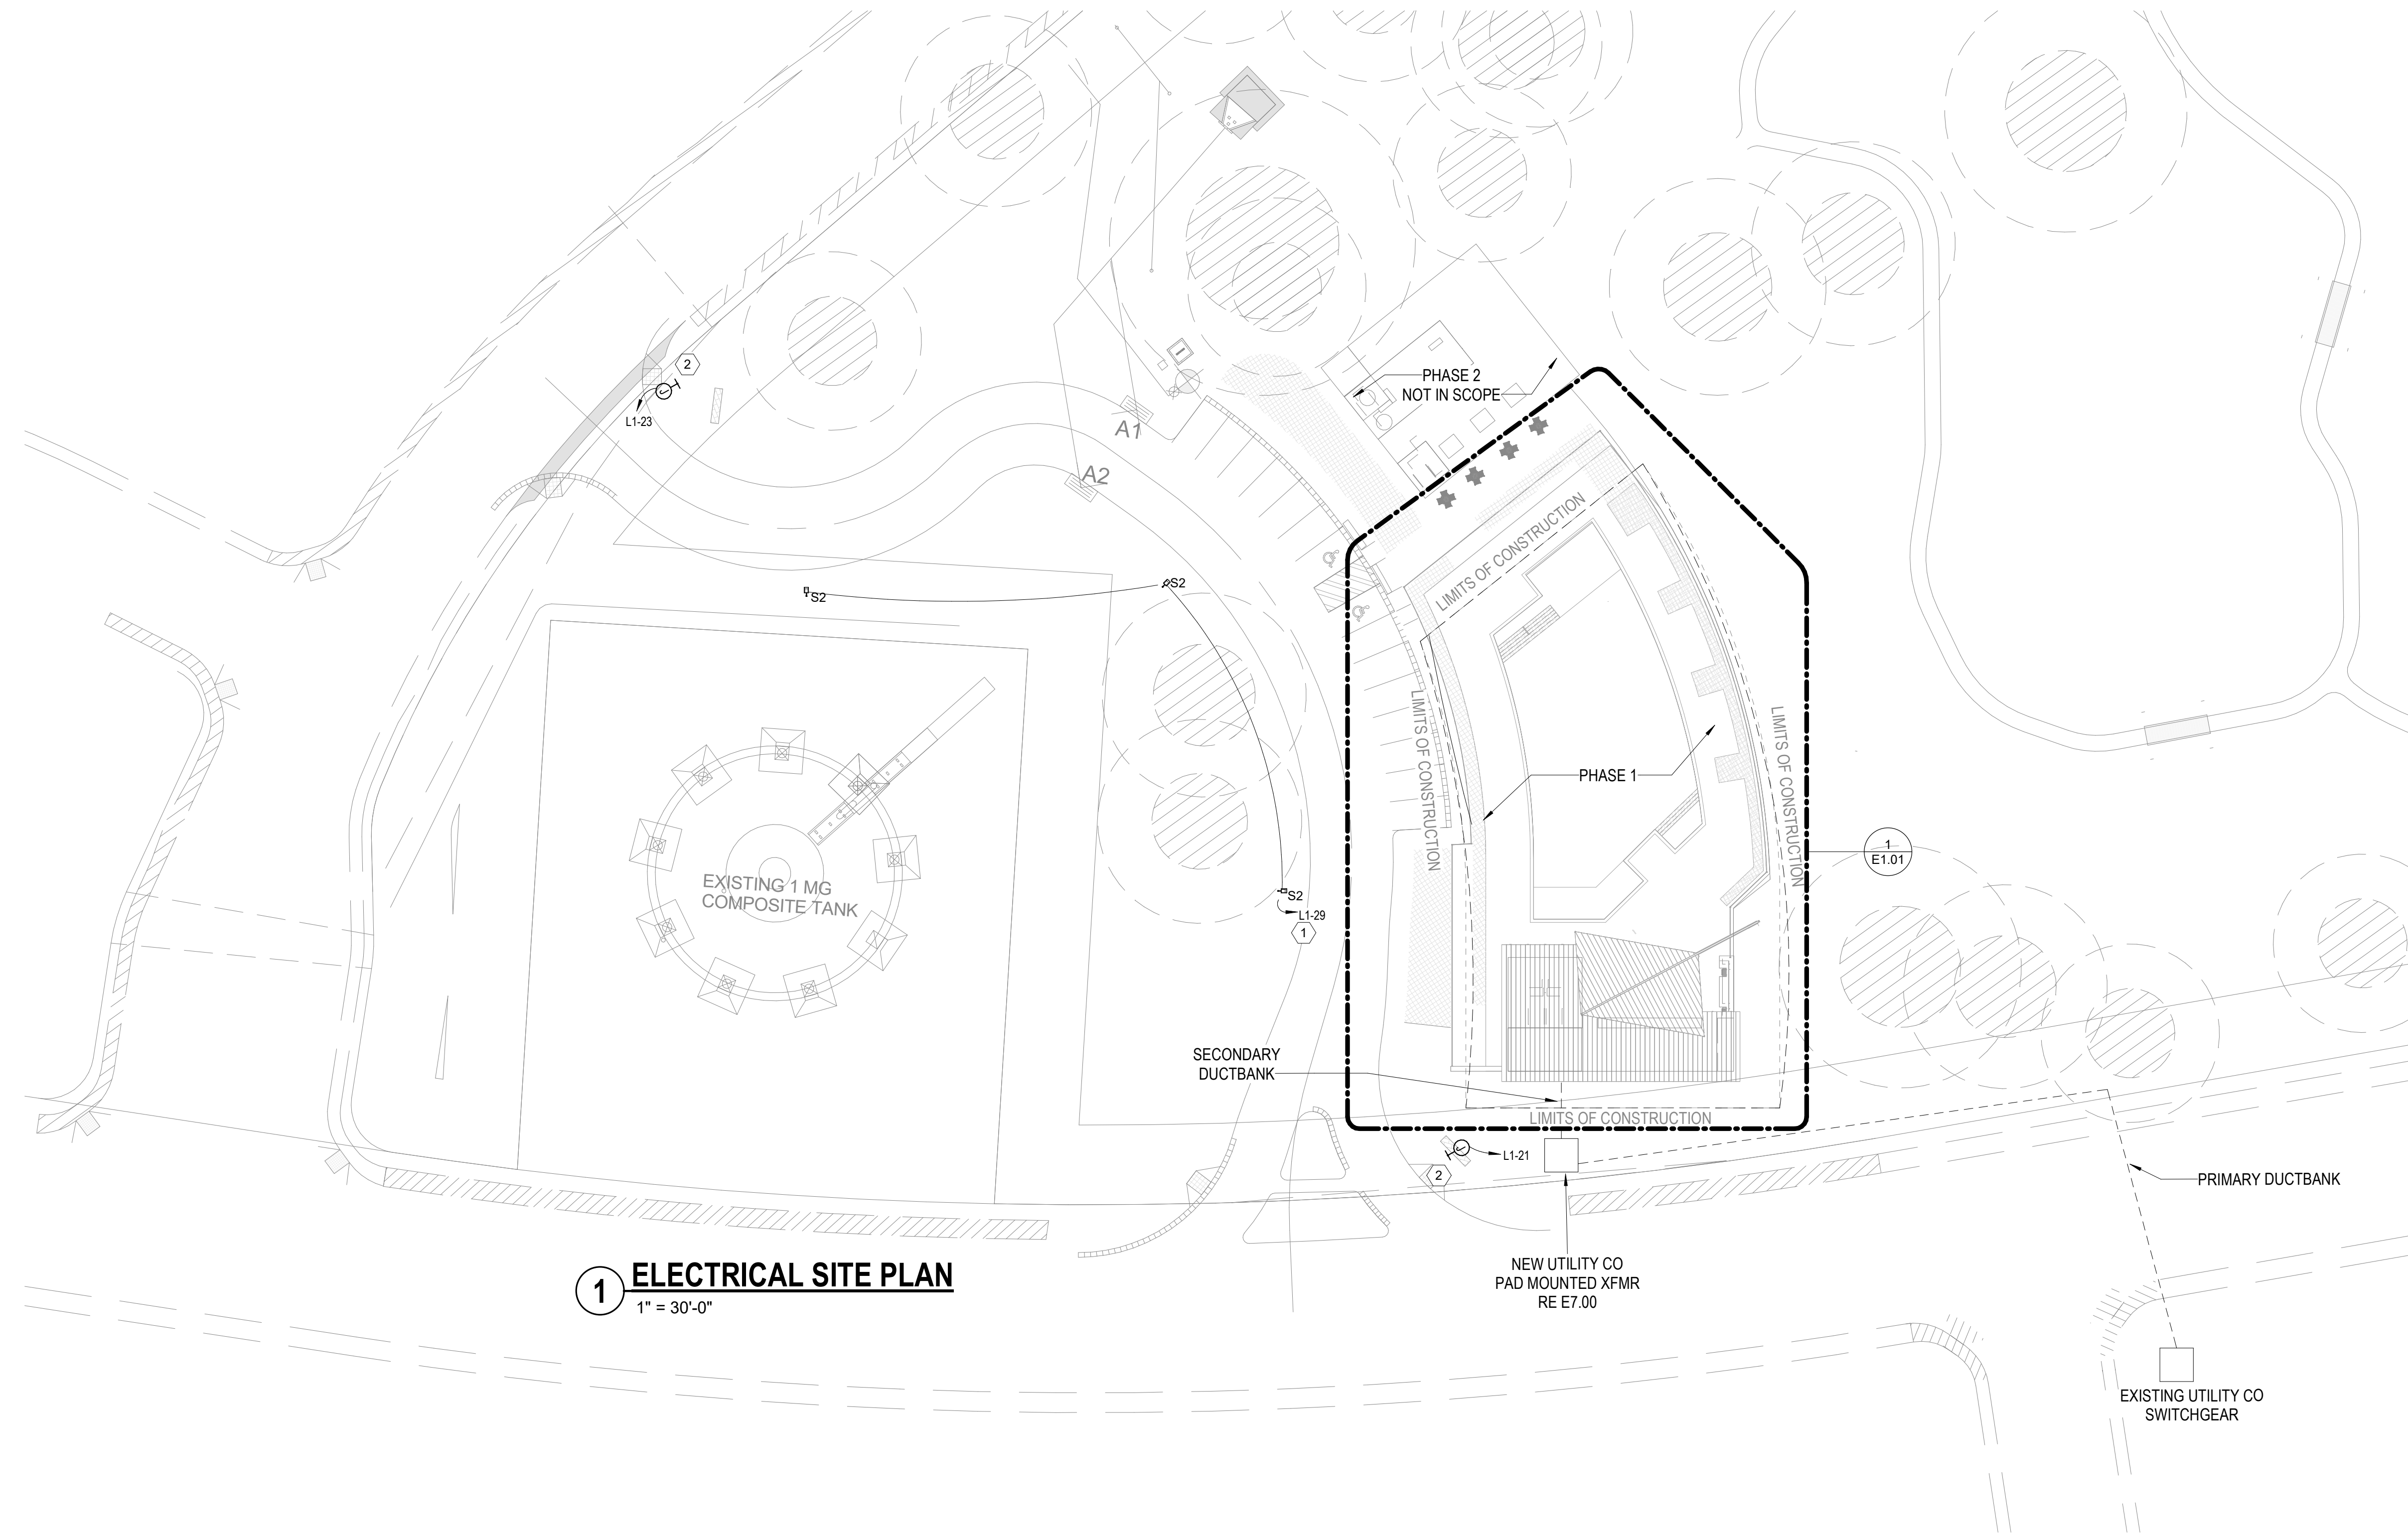 2
L1-23
PHASE 2
NOT IN SCOPE
A1
A2
LIMITS OF CONSTRUCTION
S2
S2
LIMITS OF CONSTRUCTION
LIMITS OF CONSTRUCTION
PHASE 1
1
E1.01
EXISTING 1 MG
COMPOSITE TANK
S2
L1-29
1
SECONDARY
DUCTBANK
LIMITS OF CONSTRUCTION
J
L1-21
2
J
PRIMARY DUCTBANK
NEW UTILITY CO
PAD MOUNTED XFMR
RE E7.00
1
ELECTRICAL SITE PLAN
1" = 30'-0"
EXISTING UTILITY CO
SWITCHGEAR